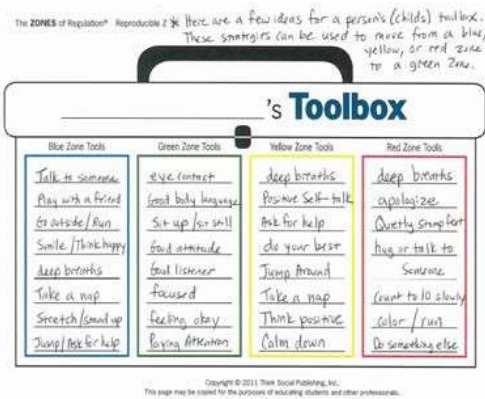 The ZONES of Regulation® Reproducible Z * Here are a few ideas for a person's (childs) toolbox.
These strategies can be used to move from a blue,
yellow, or red zone
to a green zone.
's Toolbox
Blue Zone Tools
Talk to someone
Play with a friend
Go outside/Run
Smile/Think happy
deep breaths
Take a nap
Stretch/stand up
Jump/Ask for help
Green Zone Tools
eye contact
Good body language
Sit up/sit still
Good attitude
Good listener
focused
feeling okay
Paying Attention
Yellow Zone Tools
deep breaths
Positive Self-talk
Ask for help
do your best
Jump Around
Take a nap
Think positive
Calm down
Red Zone Tools
deep breaths
apologize
Quietly stomp feet
hug or talk to
Someone
Count to 10 slowly
color/run
Do something else
Copyright © 2011 Think Social Publishing, Inc.
This page may be copied for the purposes of educating students and other professionals.